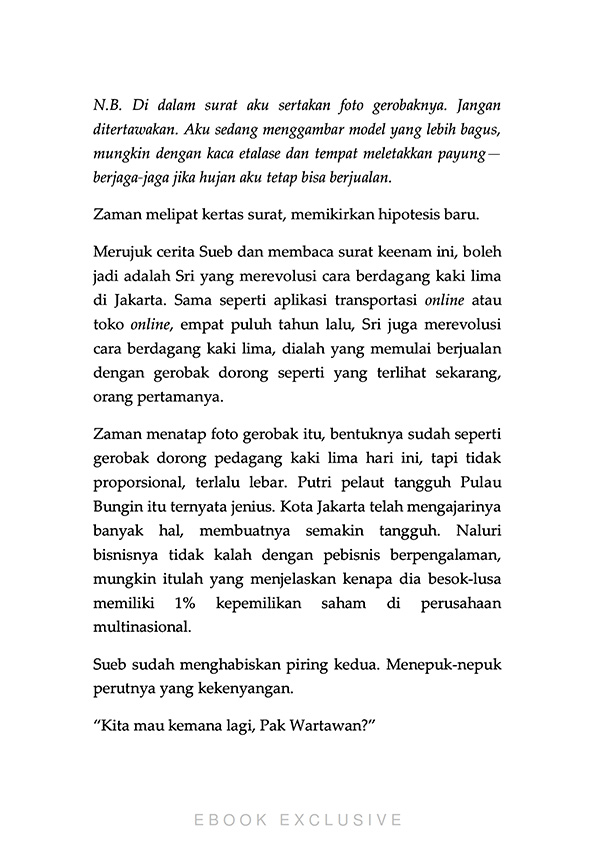 N.B. Di dalam surat aku sertakan foto gerobaknya. Jangan
ditertawakan. Aku sedang menggambar model yang lebih bagus,
mungkin dengan kaca etalase dan tempat meletakkan payung—
berjaga-jaga jika hujan aku tetap bisa berjualan.
Zaman melipat kertas surat, memikirkan hipotesis baru.
Merujuk cerita Sueb dan membaca surat keenam ini, boleh
jadi adalah Sri yang merevolusi cara berdagang kaki lima
di Jakarta. Sama seperti aplikasi transportasi online atau
toko online, empat puluh tahun lalu, Sri juga merevolusi
cara berdagang kaki lima, dialah yang memulai berjualan
dengan gerobak dorong seperti yang terlihat sekarang,
orang pertamanya.
Zaman menatap foto gerobak itu, bentuknya sudah seperti
gerobak dorong pedagang kaki lima hari ini, tapi tidak
proporsional, terlalu lebar. Putri pelaut tangguh Pulau
Bungin itu ternyata jenius. Kota Jakarta telah mengajarinya
banyak hal, membuatnya semakin tangguh. Naluri
bisnisnya tidak kalah dengan pebisnis berpengalaman,
mungkin itulah yang menjelaskan kenapa dia besok-lusa
memiliki 1% kepemilikan saham di perusahaan
multinasional.
Sueb sudah menghabiskan piring kedua. Menepuk-nepuk
perutnya yang kekenyangan.
“Kita mau kemana lagi, Pak Wartawan?”
EBOOK EXCLUSIVE